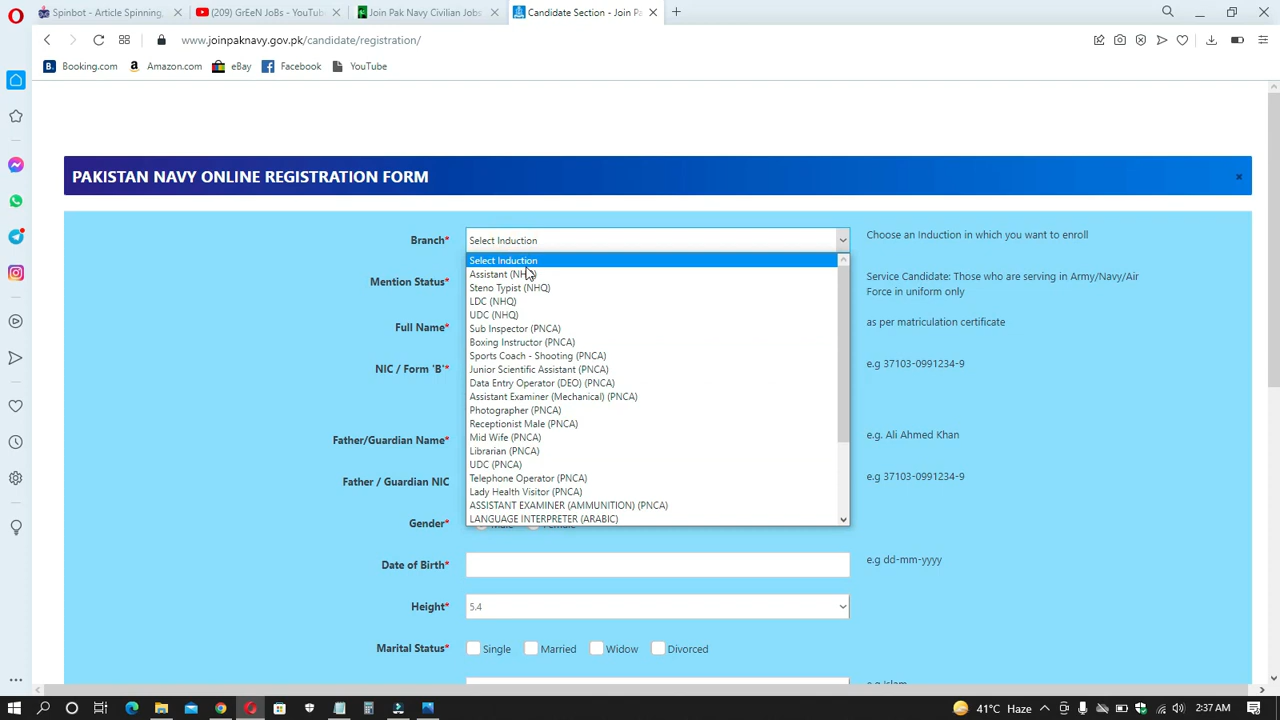 Spinbot - Article Spinning,
(209) GrEeN Jo8s - YouTube
Join Pak Navy Civilian Jobs
Candidate Section - Join Pa
www.joinpaknavy.gov.pk/candidate/registration/
Booking.com
Amazon.com
eBay
Facebook
YouTube
PAKISTAN NAVY ONLINE REGISTRATION FORM
Branch*
Select Induction
Choose an Induction in which you want to enroll
Select Induction
Assistant (NHQ)
Steno Typist (NHQ)
LDC (NHQ)
UDC (NHQ)
Sub Inspector (PNCA)
Boxing Instructor (PNCA)
Sports Coach - Shooting (PNCA)
Junior Scientific Assistant (PNCA)
Data Entry Operator (DEO) (PNCA)
Assistant Examiner (Mechanical) (PNCA)
Photographer (PNCA)
Receptionist Male (PNCA)
Mid Wife (PNCA)
Librarian (PNCA)
UDC (PNCA)
Telephone Operator (PNCA)
Lady Health Visitor (PNCA)
ASSISTANT EXAMINER (AMMUNITION) (PNCA)
LANGUAGE INTERPRETER (ARABIC)
Mention Status*
Service Candidate: Those who are serving in Army/Navy/Air
Force in uniform only
Full Name*
as per matriculation certificate
NIC / Form 'B'*
e.g 37103-0991234-9
Father/Guardian Name*
e.g. Ali Ahmed Khan
Father / Guardian NIC
e.g 37103-0991234-9
Gender*
Date of Birth*
e.g dd-mm-yyyy
Height*
5.4
Marital Status*
Single
Married
Widow
Divorced
e.g Islam
41°C Haze
2:37 AM